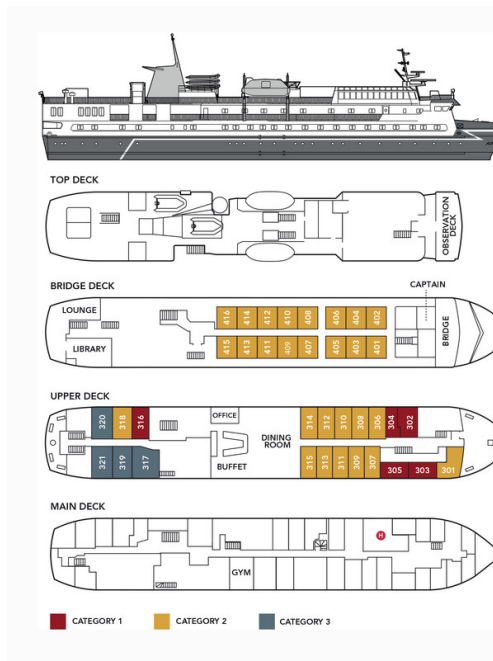 TOP DECK
OBSERVATION
DECK
BRIDGE DECK
CAPTAIN
LOUNGE
LIBRARY
416 414 412 410 408 406 404 402
415 413 411 409 407 405 403 401
BRIDGE
UPPER DECK
320 318 316
OFFICE
314 312 310 308 306 304 302
DINING
ROOM
321 319 317
BUFFET
315 313 311 309 307 305 303 301
MAIN DECK
H
GYM
CATEGORY 1 CATEGORY 2 CATEGORY 3